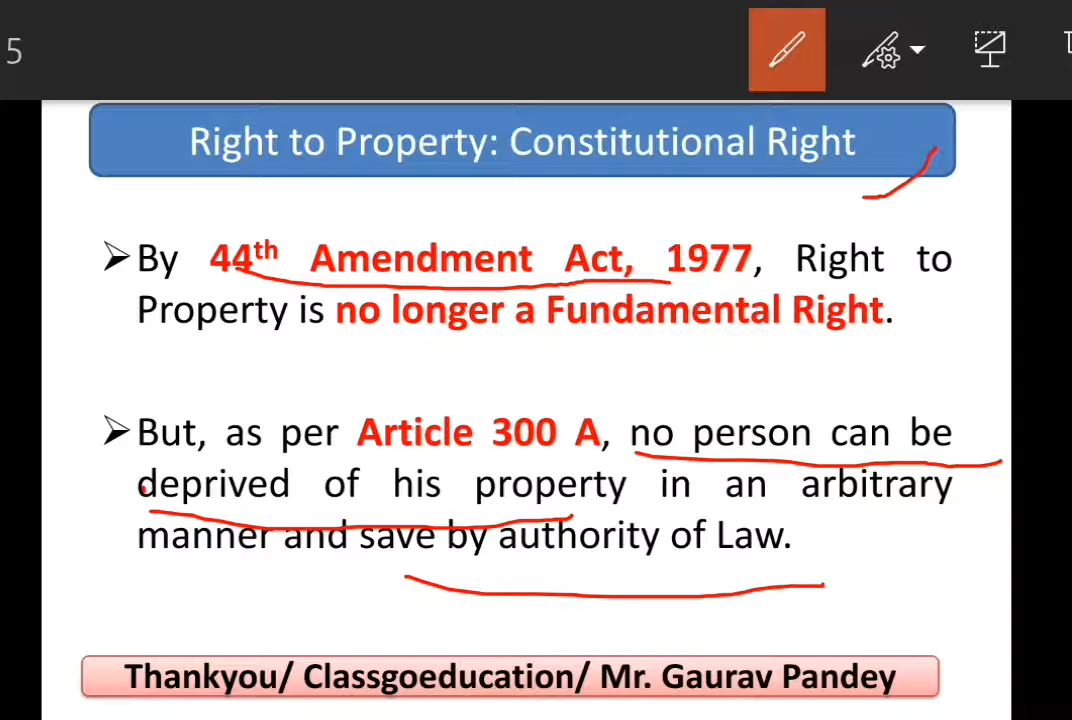 5
Right to Property: Constitutional Right
➢By 44th Amendment Act, 1977, Right to
Property is no longer a Fundamental Right.
➢But, as per Article 300 A, no person can be
deprived of his property in an arbitrary
manner and save by authority of Law.
Thankyou/ Classgoeducation/ Mr. Gaurav Pandey